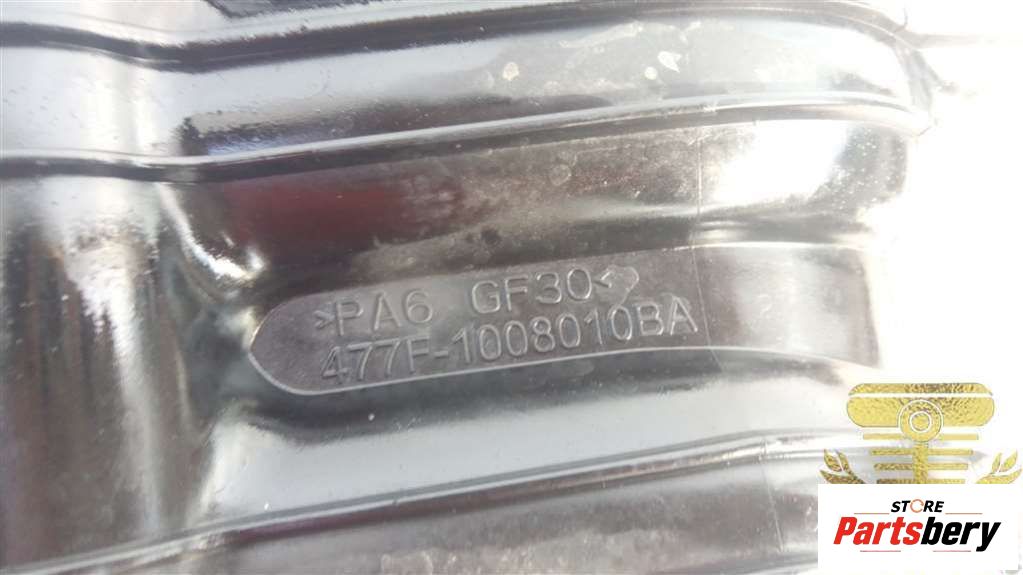 >PA6 GF30<
477F-1008010BA
STORE
Partsbery